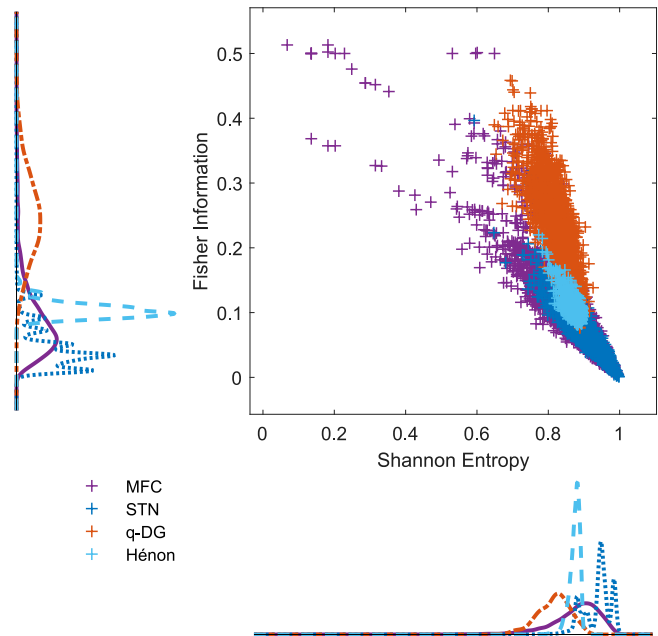 Fisher Information
0.5
0.4
0.3
0.2
0.1
0
0 0.2 0.4 0.6 0.8 1
Shannon Entropy
MFC
STN
q-DG
Hénon